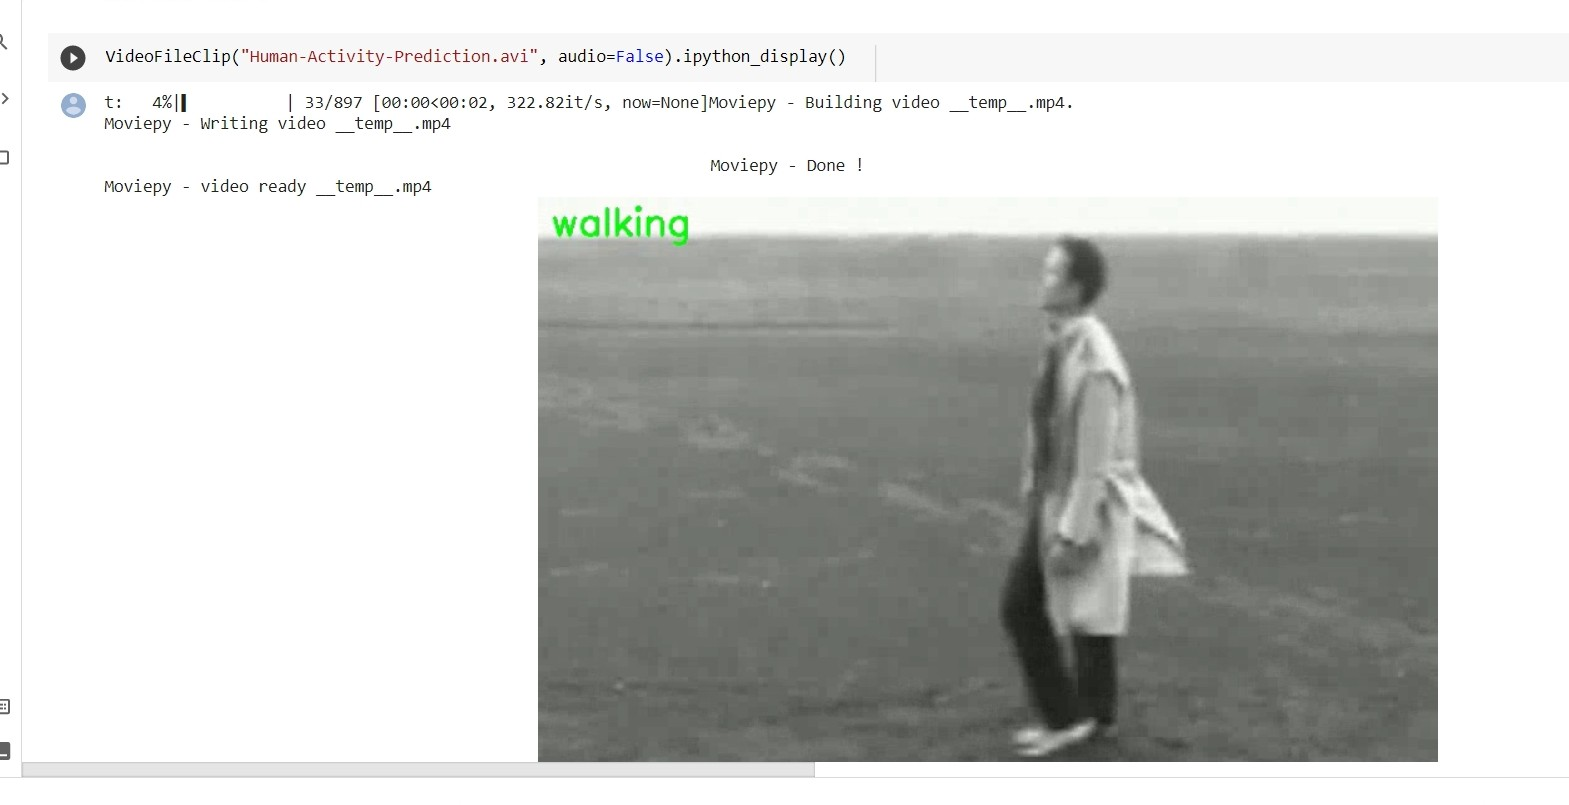 VideoFileClip("Human-Activity-Prediction.avi", audio=False).ipython_display()
t:   4%|▌         | 33/897 [00:00<00:02, 322.82it/s, now=None]Moviepy - Building video __temp__.mp4.
Moviepy - Writing video __temp__.mp4
Moviepy - Done !
Moviepy - video ready __temp__.mp4
walking